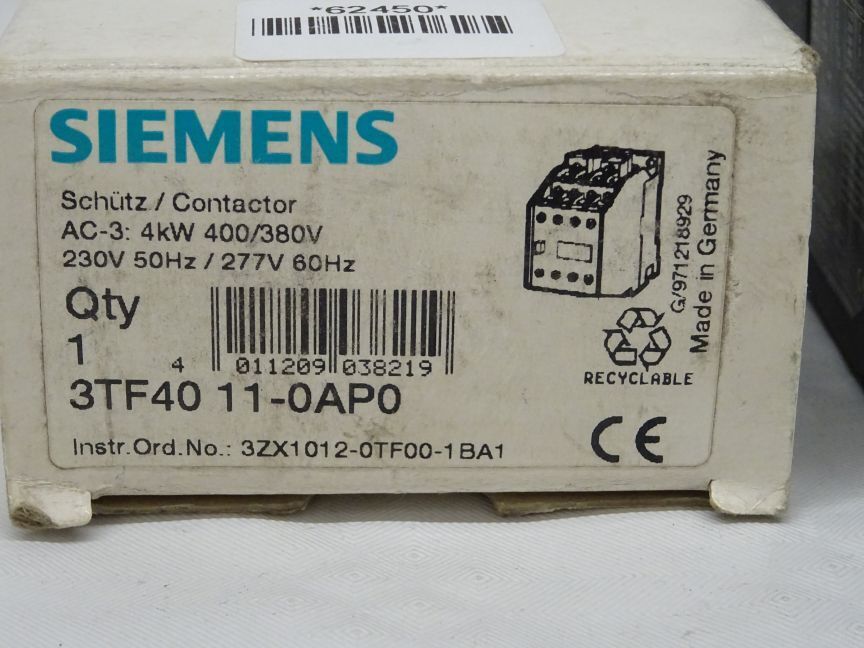 *62450*
SIEMENS
Schütz / Contactor
AC-3: 4kW 400/380V
230V 50Hz / 277V 60Hz
Qty
1
4 011209 038219
3TF40 11-0AP0
Instr.Ord.No.: 3ZX1012-0TF00-1BA1
G/971218929
Made in Germany
RECYCLABLE
CE